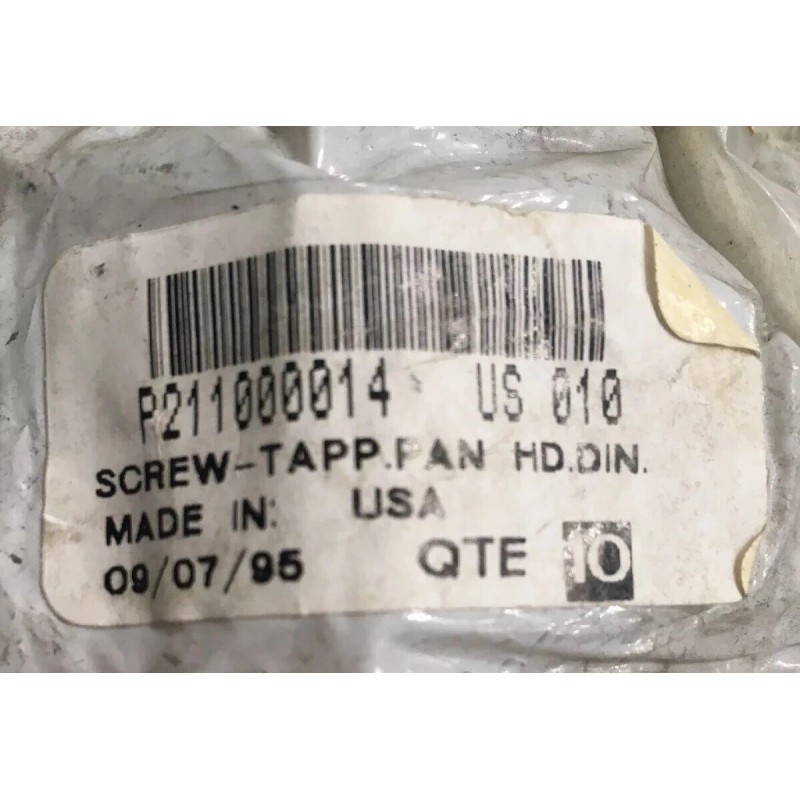 P211000014 US 010
SCREW-TAPP.PAN HD.DIN.
MADE IN: USA
09/07/95 QTE 10